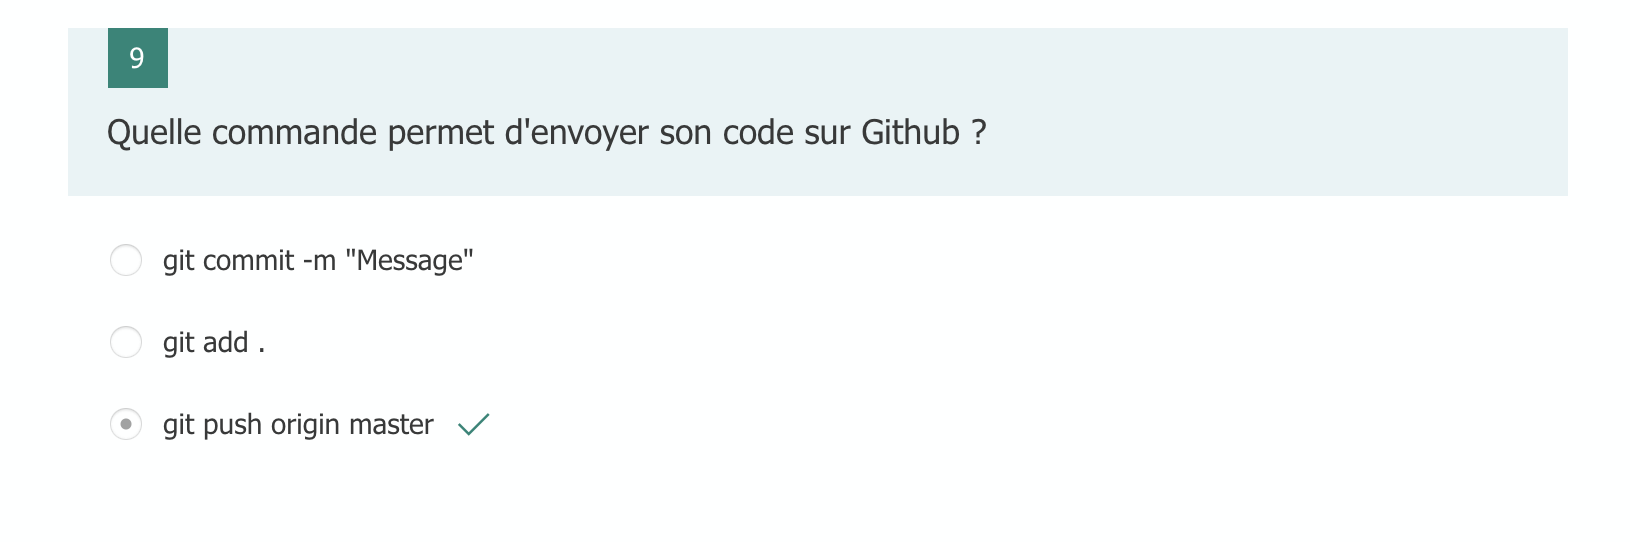 9
Quelle commande permet d'envoyer son code sur Github ?
git commit -m "Message"
git add .
git push origin master